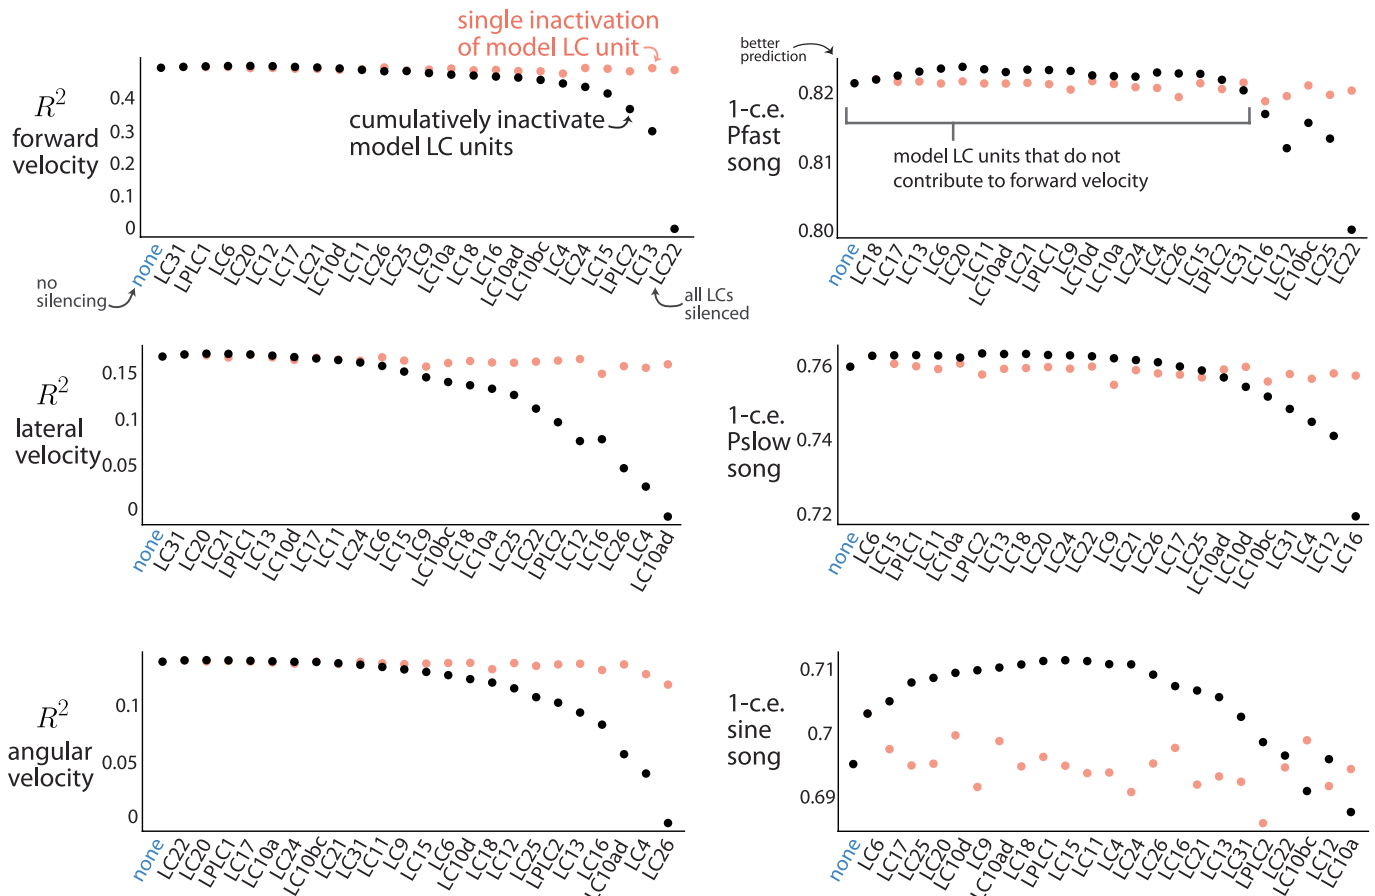 single inactivation
of model LC unit
R²
forward
velocity
0.4
0.3
0.2
0.1
0
cumulatively inactivate
model LC units
none
LC31
LPLC1
LC6
LC20
LC12
LC17
LC21
LC10d
LC11
LC26
LC25
LC9
LC10a
LC18
LC16
LC10ad
LC10bc
LC4
LC24
LC15
LPLC2
LC13
LC22
no
silencing
all LCs
silenced
better
prediction
1-c.e.
Pfast
song
0.82
0.81
0.80
model LC units that do not
contribute to forward velocity
none
LC18
LC17
LC13
LC6
LC20
LC11
LC10ad
LC21
LPLC1
LC9
LC10d
LC10a
LC24
LC4
LC26
LC15
LPLC2
LC31
LC16
LC12
LC10bc
LC25
LC22
R²
lateral
velocity
0.15
0.1
0.05
0
none
LC31
LC20
LC21
LPLC1
LC13
LC10d
LC17
LC11
LC24
LC6
LC15
LC9
LC10bc
LC18
LC10a
LC25
LC22
LPLC2
LC12
LC16
LC26
LC4
LC10ad
1-c.e.
Pslow
song
0.76
0.74
0.72
none
LC6
LC15
LPLC1
LC11
LC10a
LPLC2
LC13
LC18
LC20
LC24
LC22
LC9
LC21
LC26
LC17
LC25
LC10ad
LC10d
LC10bc
LC31
LC4
LC12
LC16
R²
angular
velocity
0.1
0.05
0
none
LC22
LC20
LPLC1
LC17
LC10a
LC24
LC10bc
LC21
LC31
LC11
LC9
LC15
LC6
LC10d
LC18
LC12
LC25
LPLC2
LC13
LC16
LC10ad
LC4
LC26
1-c.e.
sine
song
0.71
0.7
0.69
none
LC6
LC17
LC25
LC20
LC10d
LC9
LC10ad
LC18
LPLC1
LC15
LC11
LC4
LC24
LC26
LC16
LC21
LC13
LC31
LPLC2
LC22
LC10bc
LC12
LC10a